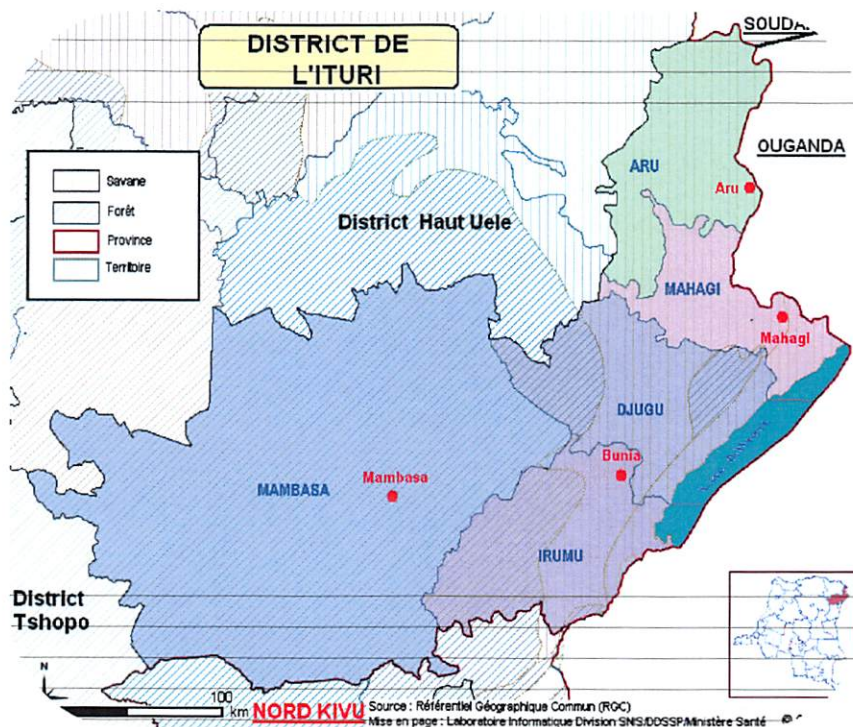 DISTRICT DE
L'ITURI
SOUDA
OUGANDA
ARU
Aru
Savane
Forêt
Province
Territoire
District Haut Uele
MAHAGI
Mahagi
DJUGU
Bunia
Mambasa
MAMBASA
IRUMU
District
Tshopo
N
100
km
NORD KIVU
Source : Référentiel Géographique Commun (RGC)
Mise en page : Laboratoire Informatique Division SNIS/DDSSP/Ministère Santé